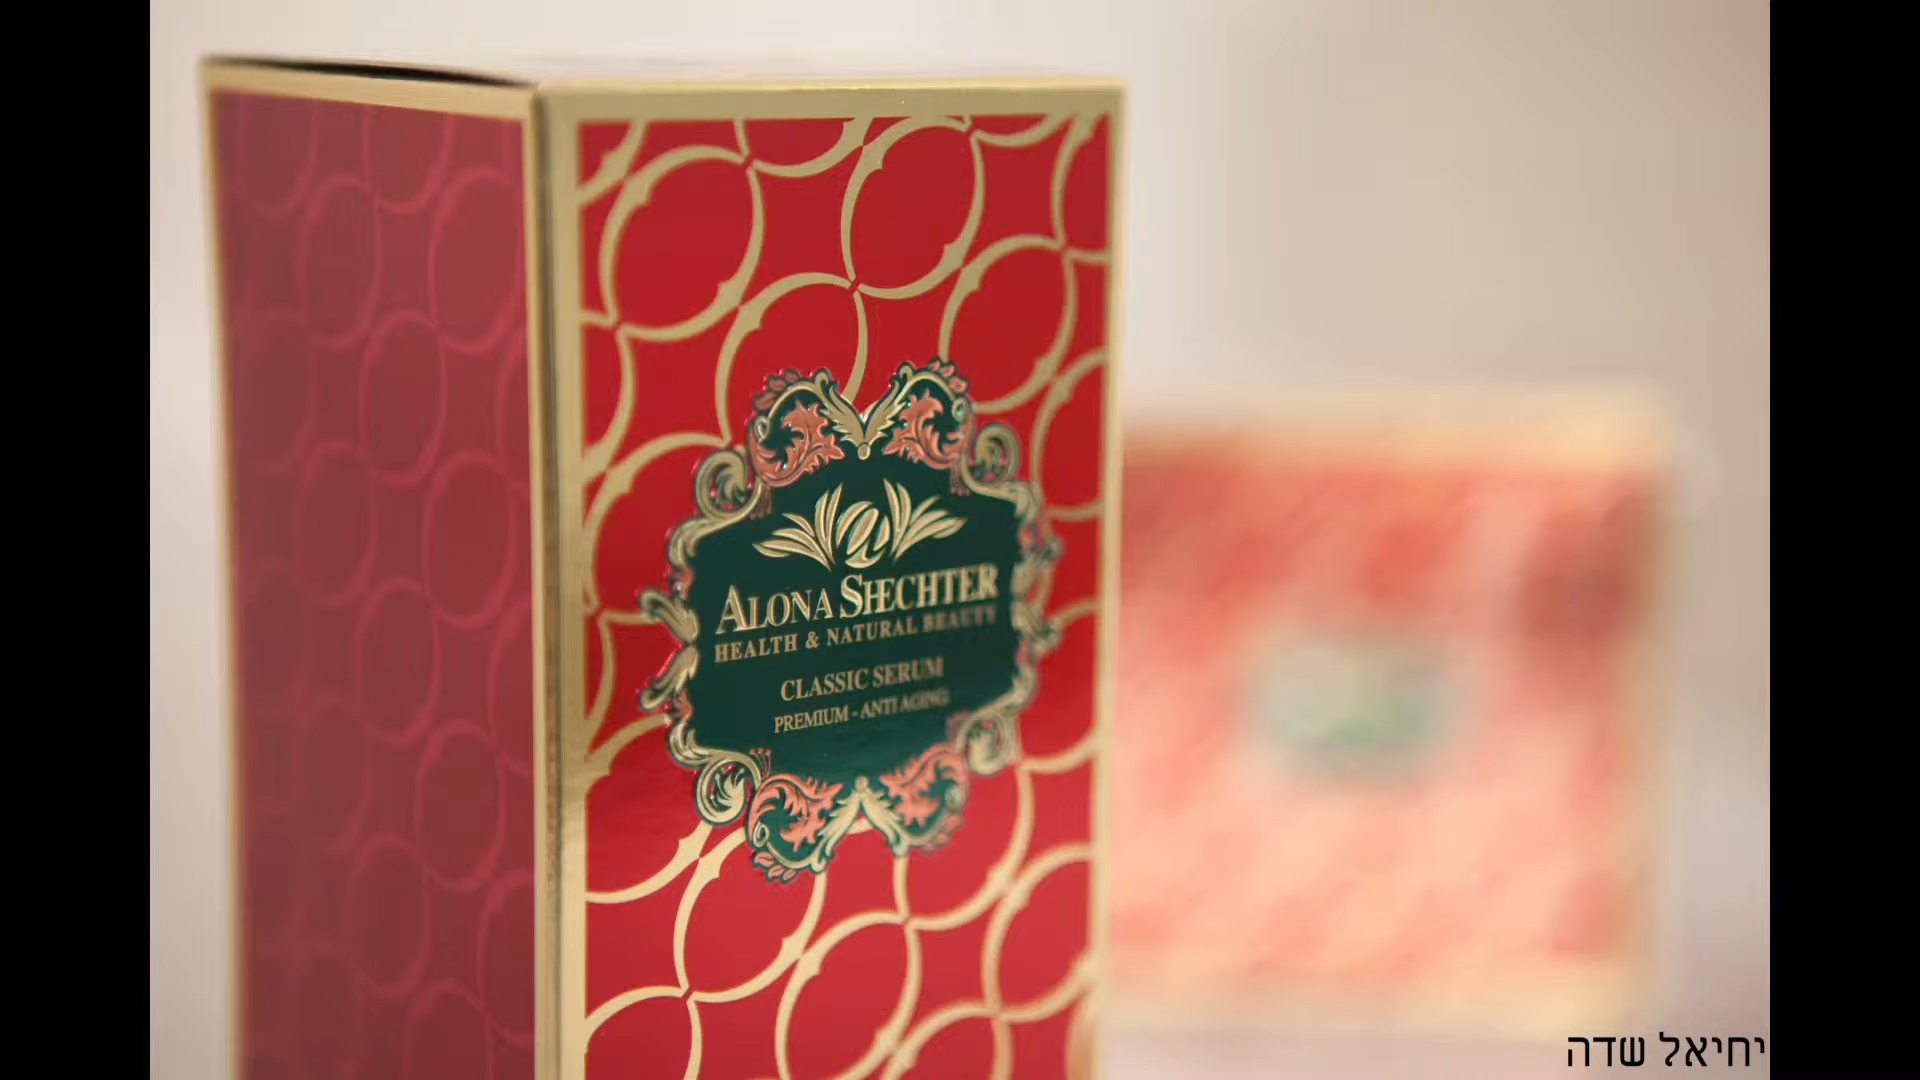 a
ALONA SHECHTER
HEALTH & NATURAL BEAUTY
CLASSIC SERUM
PREMIUM - ANTI AGING
יחיאל שדה